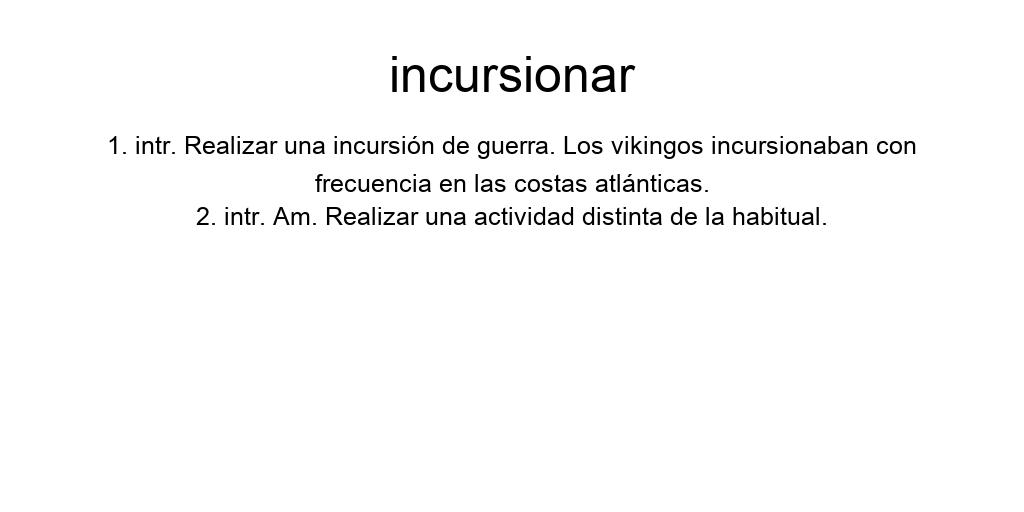 incursionar
1. intr. Realizar una incursión de guerra. Los vikingos incursionaban con
frecuencia en las costas atlánticas.
2. intr. Am. Realizar una actividad distinta de la habitual.